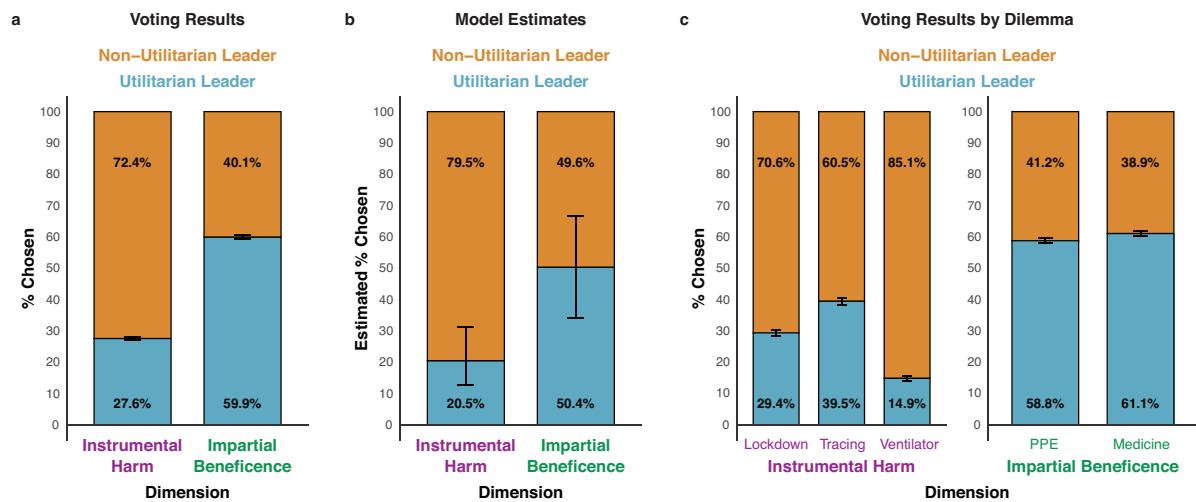 a
Voting Results
Non−Utilitarian Leader
Utilitarian Leader
% Chosen
100
90
80
70
60
50
40
30
20
10
0
72.4%
40.1%
27.6%
59.9%
Instrumental
Harm
Impartial
Beneficence
Dimension
b
Model Estimates
Non−Utilitarian Leader
Utilitarian Leader
Estimated % Chosen
100
90
80
70
60
50
40
30
20
10
0
79.5%
49.6%
20.5%
50.4%
Instrumental
Harm
Impartial
Beneficence
Dimension
c
Voting Results by Dilemma
Non−Utilitarian Leader
Utilitarian Leader
% Chosen
100
90
80
70
60
50
40
30
20
10
0
70.6%
60.5%
85.1%
29.4%
39.5%
14.9%
Lockdown
Tracing
Ventilator
Instrumental Harm
100
90
80
70
60
50
40
30
20
10
0
41.2%
38.9%
58.8%
61.1%
PPE
Medicine
Impartial Beneficence
Dimension